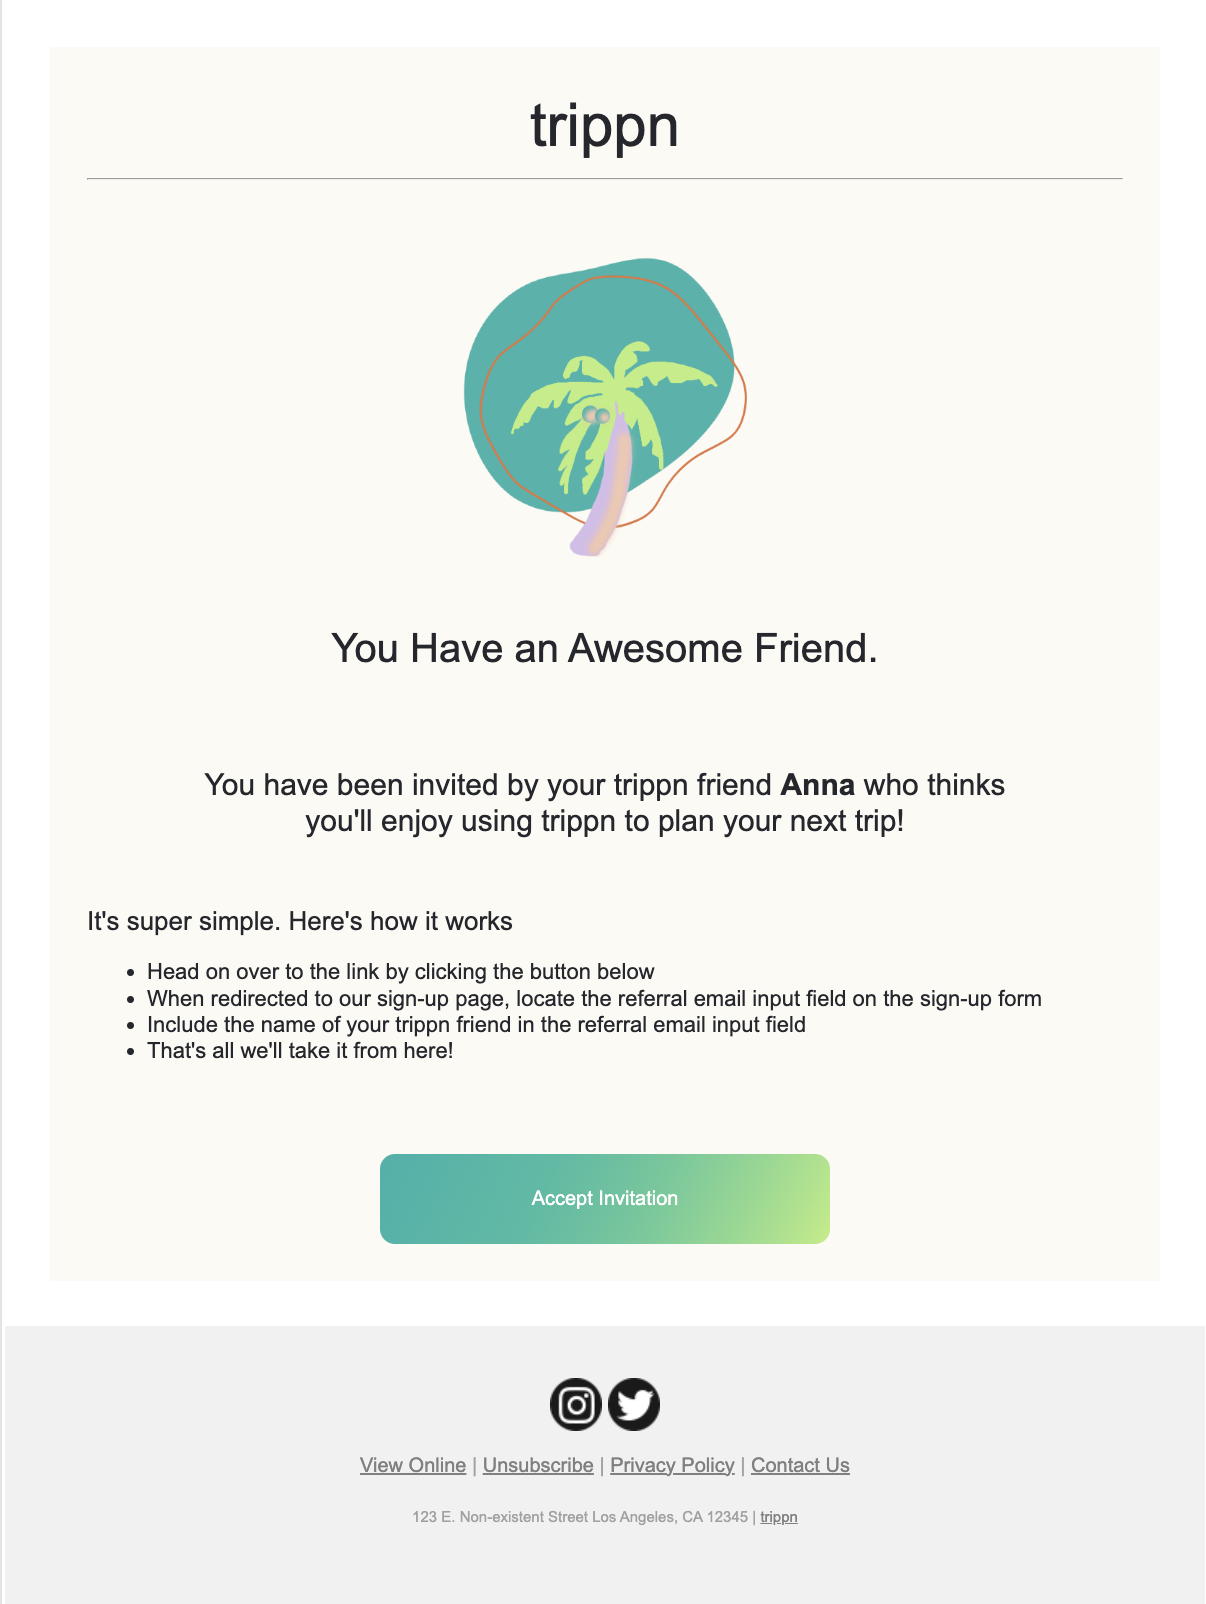 trippn
You Have an Awesome Friend.
You have been invited by your trippn friend Anna who thinks
you'll enjoy using trippn to plan your next trip!
It's super simple. Here's how it works
• Head on over to the link by clicking the button below
• When redirected to our sign-up page, locate the referral email input field on the sign-up form
• Include the name of your trippn friend in the referral email input field
• That's all we'll take it from here!
Accept Invitation
View Online | Unsubscribe | Privacy Policy | Contact Us
123 E. Non-existent Street Los Angeles, CA 12345 | trippn